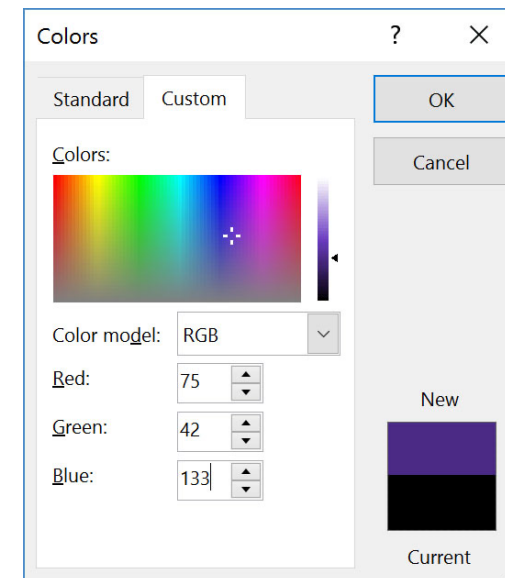 Colors ?
Standard Custom
OK
Cancel
Colors:
Color model: RGB
Red: 75
Green: 42
Blue: 133
New
Current